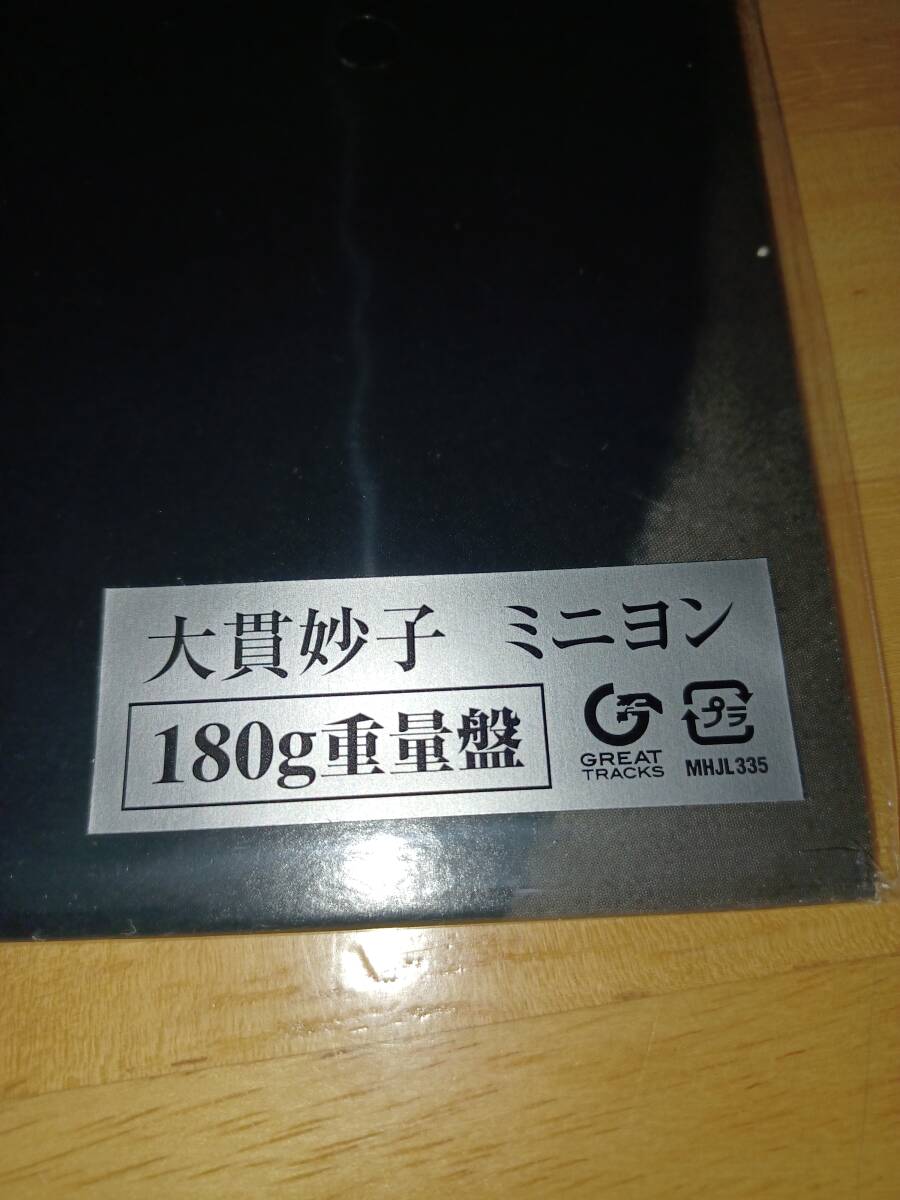 大貫妙子 ミニヨン
180g重量盤
GREAT
TRACKS
プラ
MHJL335